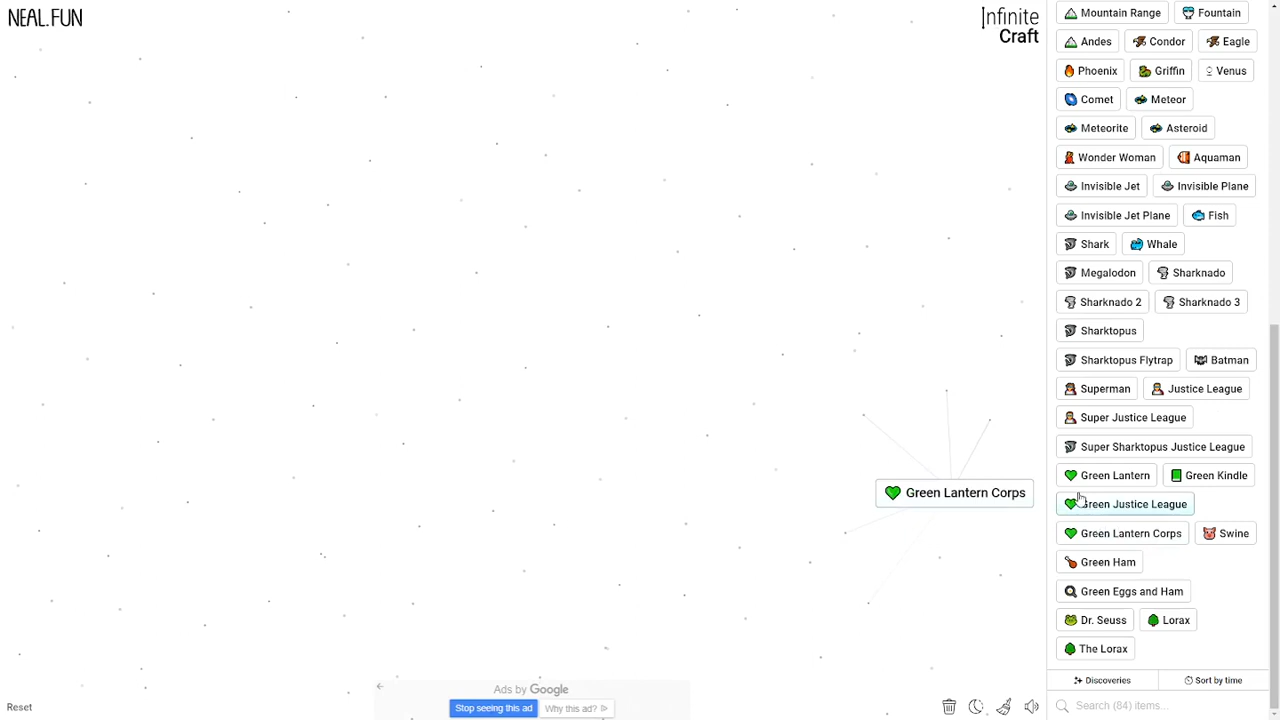 NEAL.FUN
Infinite
Craft
Mountain Range
Fountain
Andes
Condor
Eagle
Phoenix
Griffin
Venus
Comet
Meteor
Meteorite
Asteroid
Wonder Woman
Aquaman
Invisible Jet
Invisible Plane
Invisible Jet Plane
Fish
Shark
Whale
Megalodon
Sharknado
Sharknado 2
Sharknado 3
Sharktopus
Sharktopus Flytrap
Batman
Superman
Justice League
Super Justice League
Super Sharktopus Justice League
Green Lantern
Green Kindle
Green Justice League
Green Lantern Corps
Swine
Green Ham
Green Eggs and Ham
Dr. Seuss
Lorax
The Lorax
Green Lantern Corps
Discoveries
Sort by time
Search (84) items...
Reset
Ads by Google
Stop seeing this ad
Why this ad?